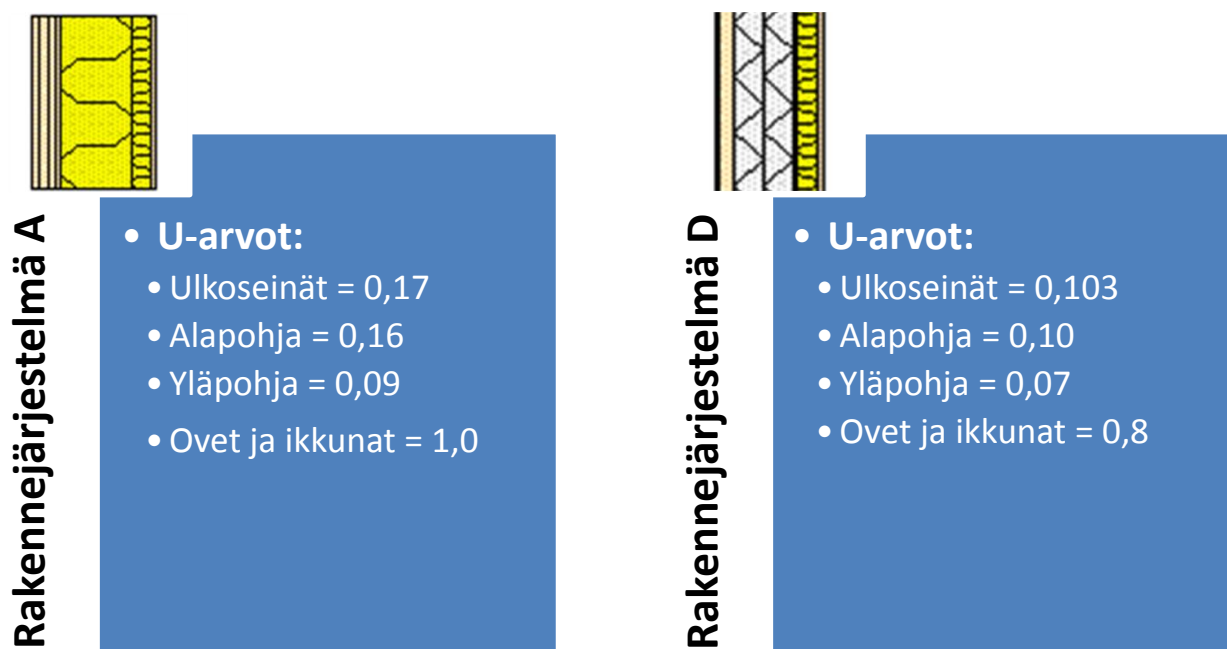 Rakennejärjestelmä A
• U-arvot:
• Ulkoseinät = 0,17
• Alapohja = 0,16
• Yläpohja = 0,09
• Ovet ja ikkunat = 1,0
Rakennejärjestelmä D
• U-arvot:
• Ulkoseinät = 0,103
• Alapohja = 0,10
• Yläpohja = 0,07
• Ovet ja ikkunat = 0,8